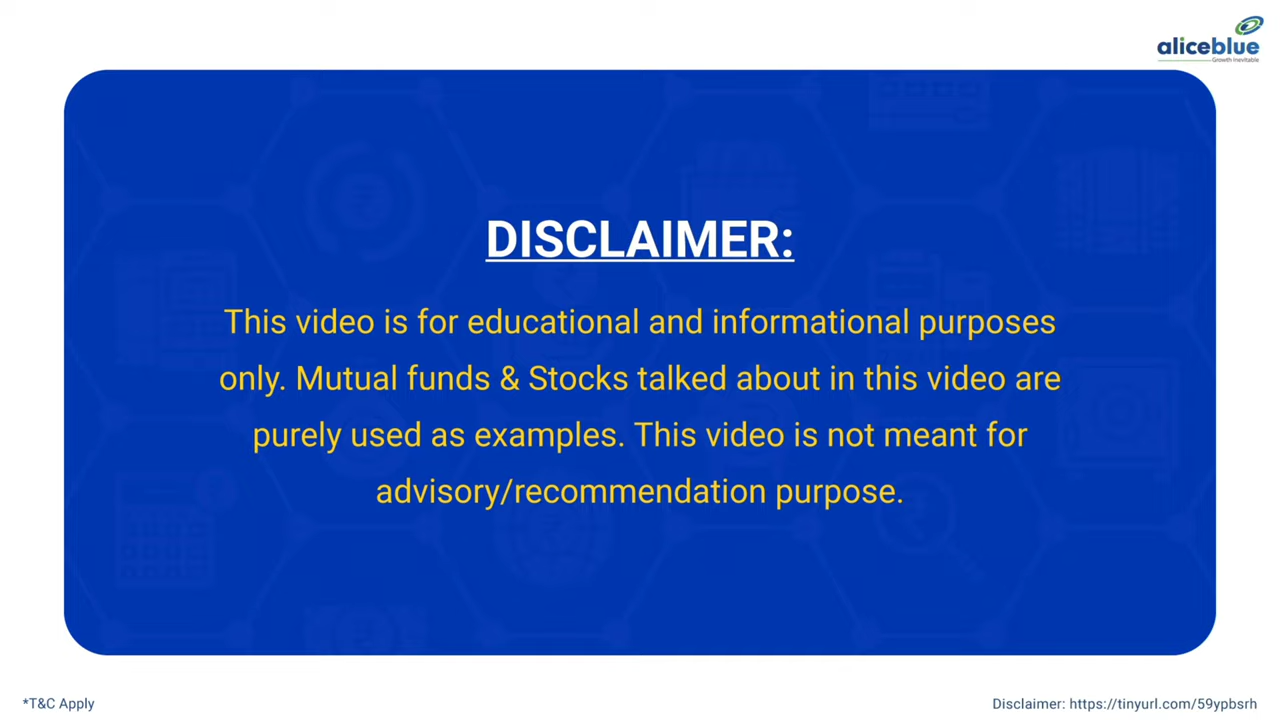 aliceblue
Growth Inevitable
DISCLAIMER:
This video is for educational and informational purposes
only. Mutual funds & Stocks talked about in this video are
purely used as examples. This video is not meant for
advisory/recommendation purpose.
*T&C Apply
Disclaimer: https://tinyurl.com/59ypbsrh